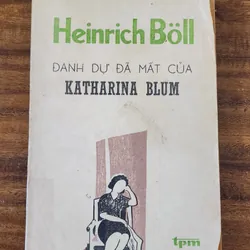 Heinrich Böll
DANH DỰ ĐÃ MẤT CỦA
KATHARINA BLUM
tpm